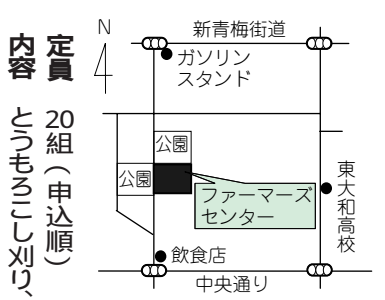 定員 20組（申込順）
内容 とうもろこし刈り、
N
新青梅街道
ガソリン
スタンド
公園
公園
ファーマーズ
センター
東大和高校
飲食店
中央通り